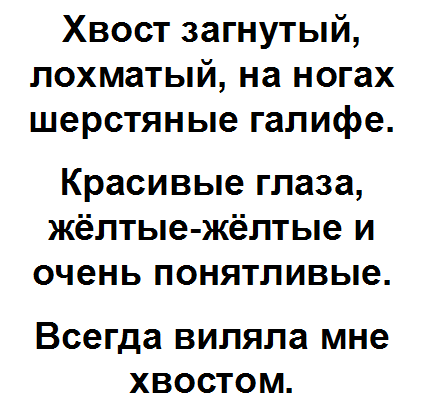 Хвост загнутый,
лохматый, на ногах
шерстяные галифе.
Красивые глаза,
жёлтые-жёлтые и
очень понятливые.
Всегда виляла мне
хвостом.